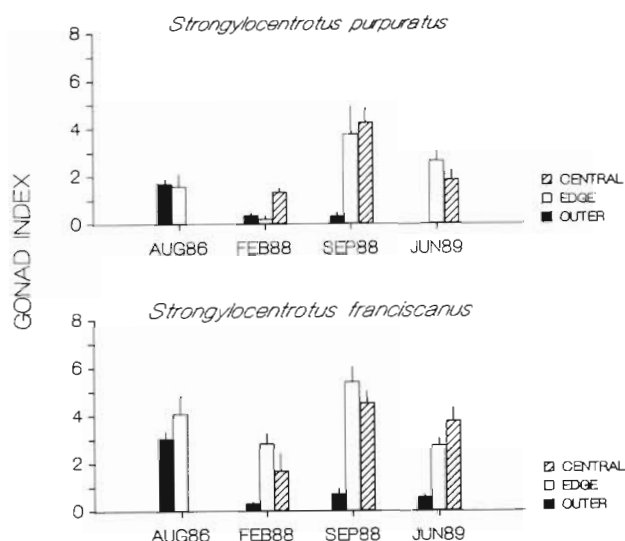 Strongylocentrotus purpuratus
8
6
4
2
0
AUG86 FEB88 SEP88 JUN89
CENTRAL
EDGE
OUTER
GONAD INDEX
Strongylocentrotus franciscanus
8
6
4
2
0
AUG86 FEB88 SEP88 JUN89
CENTRAL
EDGE
OUTER